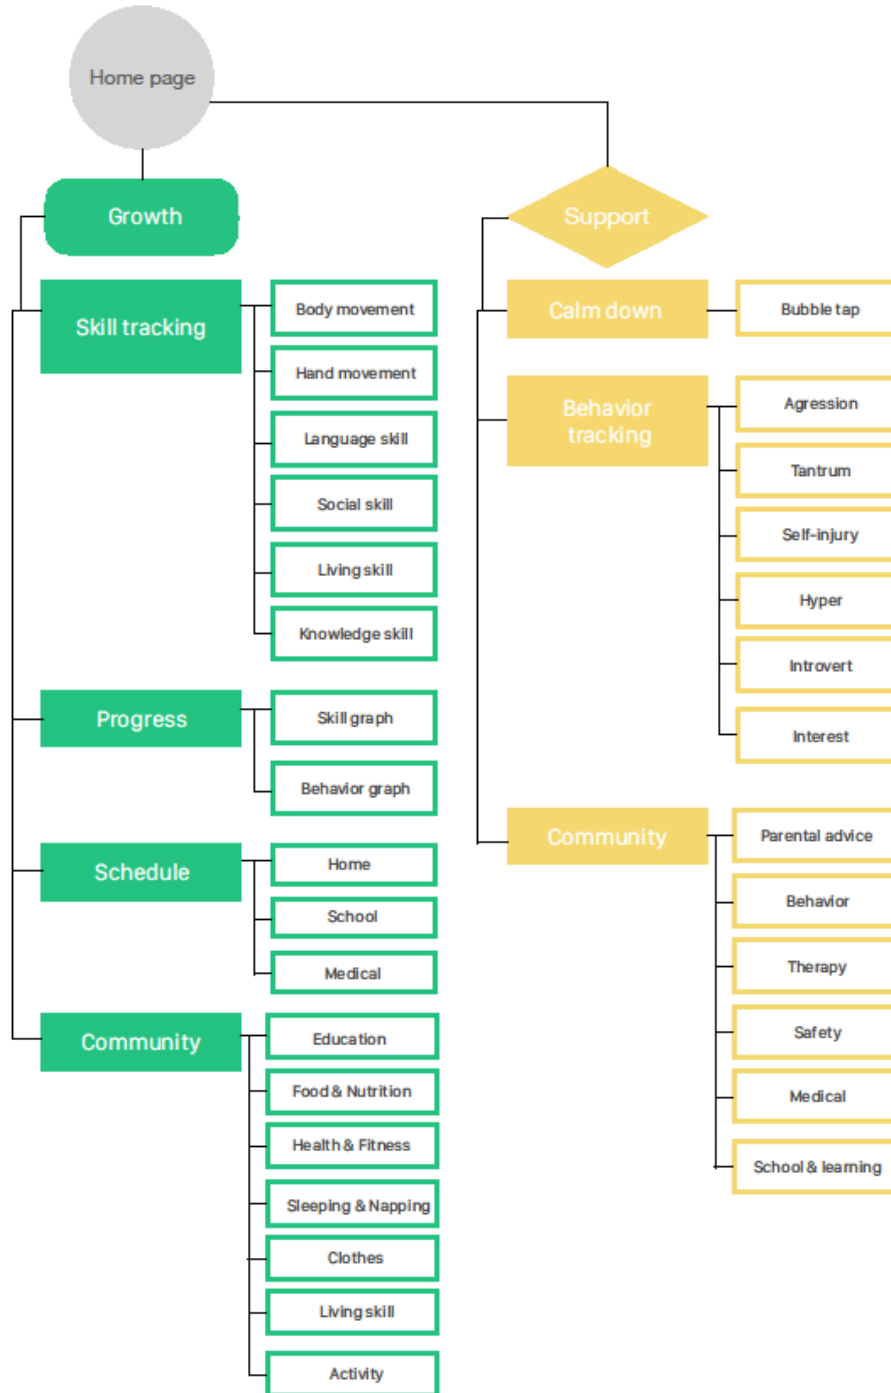 Home page
Growth
Skill tracking
Body movement
Hand movement
Language skill
Social skill
Living skill
Knowledge skill
Progress
Skill graph
Behavior graph
Schedule
Home
School
Medical
Community
Education
Food & Nutrition
Health & Fitness
Sleeping & Napping
Clothes
Living skill
Activity
Support
Calm down
Bubble tap
Behavior
tracking
Agression
Tantrum
Self-injury
Hyper
Introvert
Interest
Community
Parental advice
Behavior
Therapy
Safety
Medical
School & learning